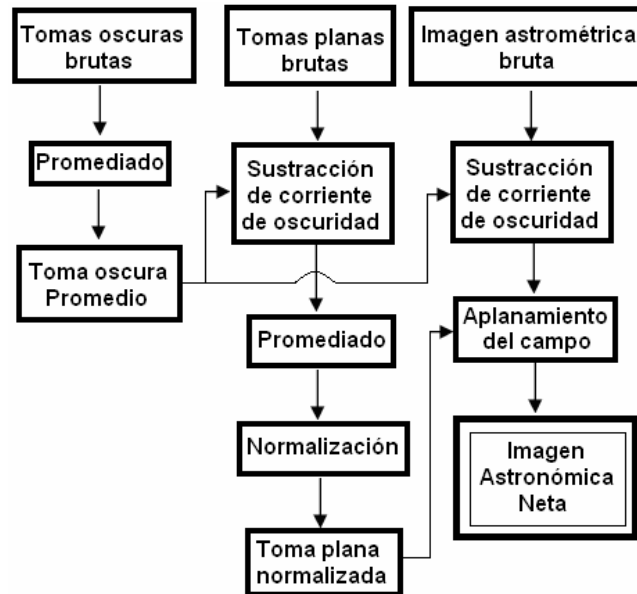 Tomas oscuras
brutas
Promediado
Toma oscura
Promedio
Tomas planas
brutas
Sustracción
de corriente
de oscuridad
Promediado
Normalización
Toma plana
normalizada
Imagen astrométrica
bruta
Sustracción
de corriente
de oscuridad
Aplanamiento
del campo
Imagen
Astronómica
Neta